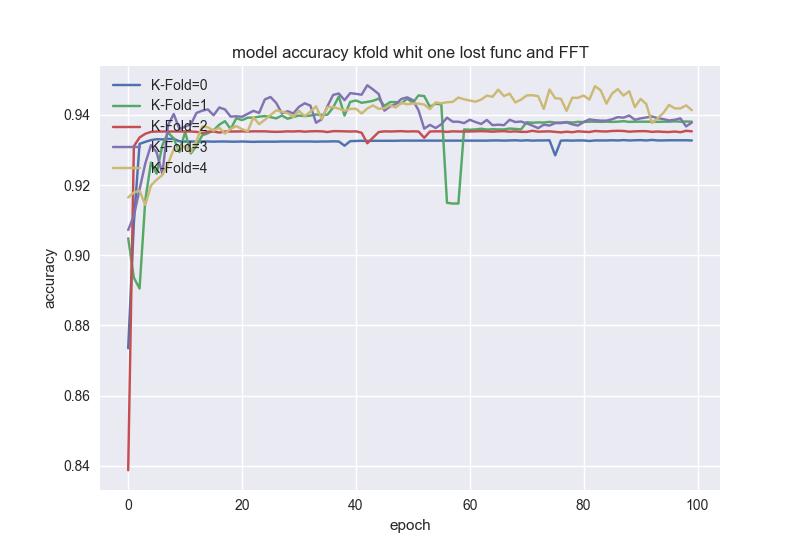 model accuracy kfold whit one lost func and FFT
K-Fold=0
K-Fold=1
K-Fold=2
K-Fold=3
K-Fold=4
0.94
0.92
0.90
0.88
0.86
0.84
accuracy
0 20 40 60 80 100
epoch